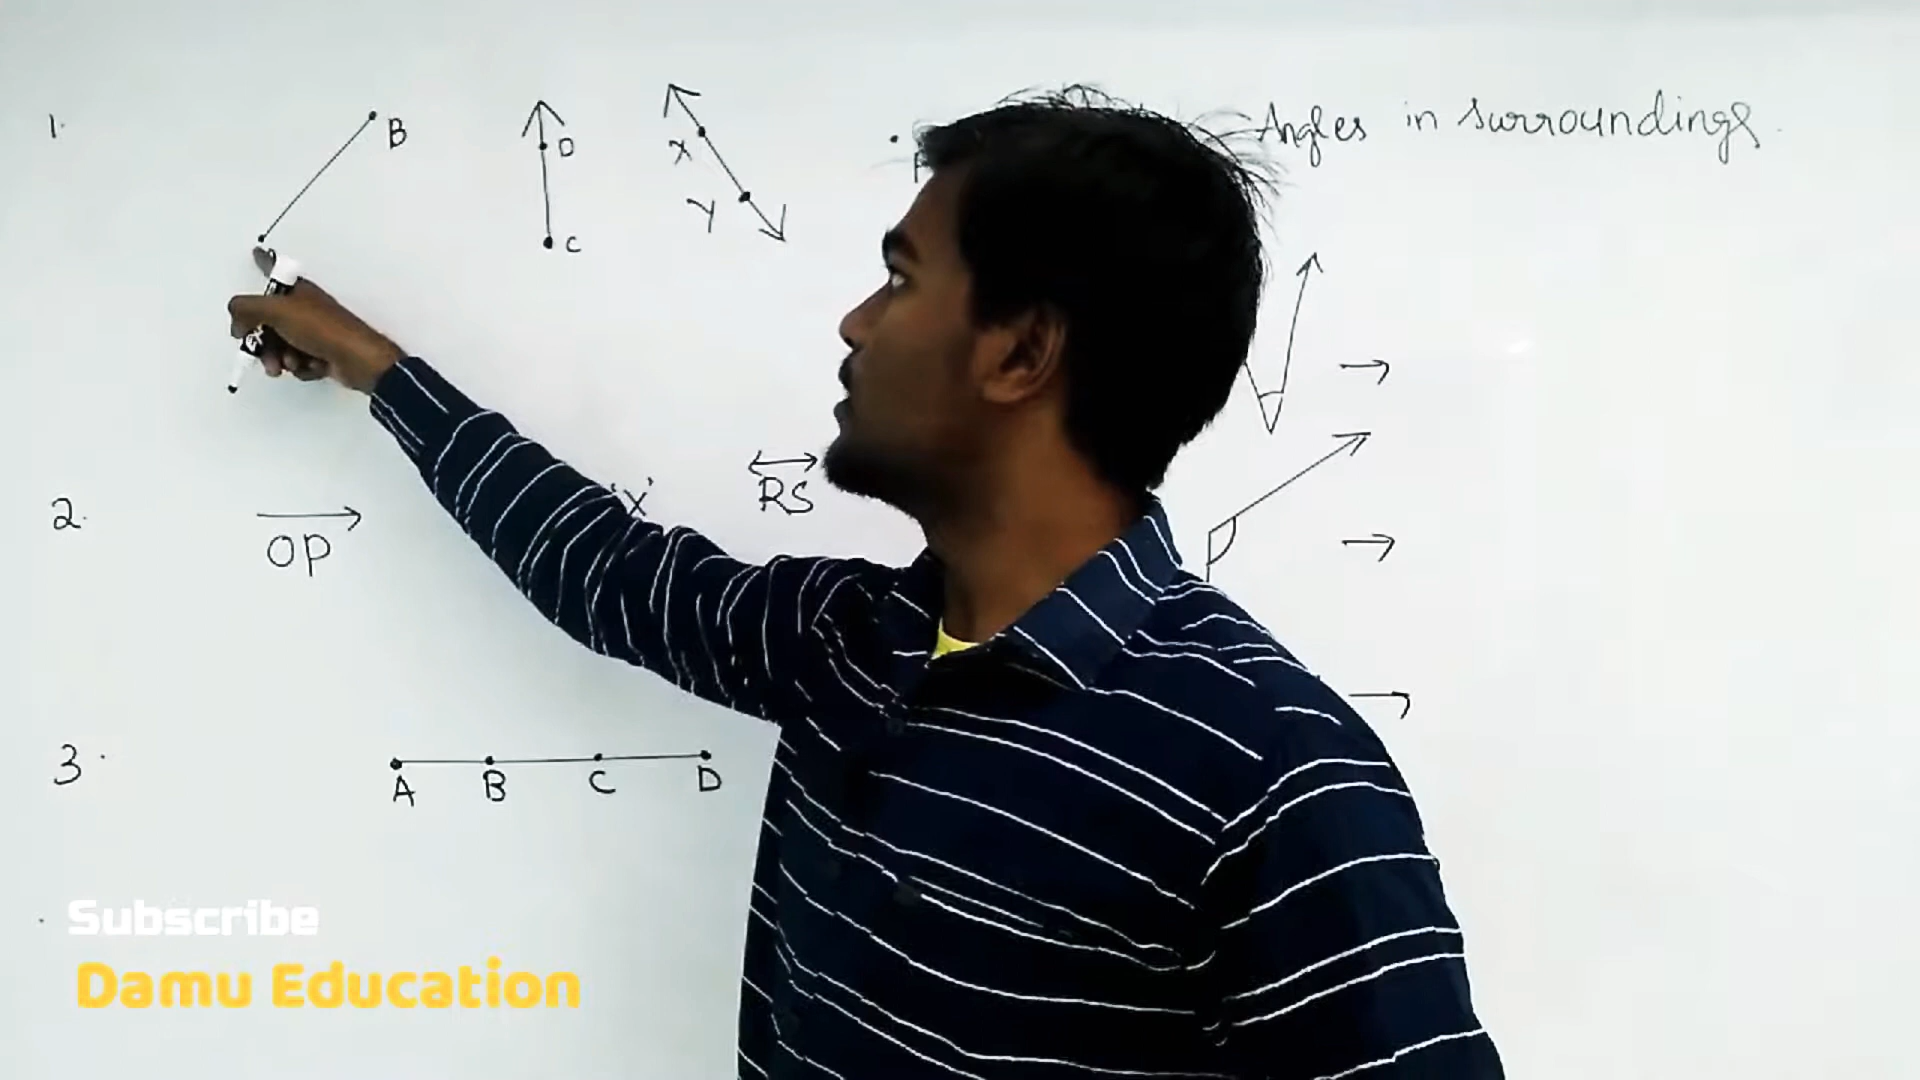 1.
B
D
C
X
Y
Angles in surroundings.
2.
OP
'X'
RS
3.
A B C D
Subscribe
Damu Education